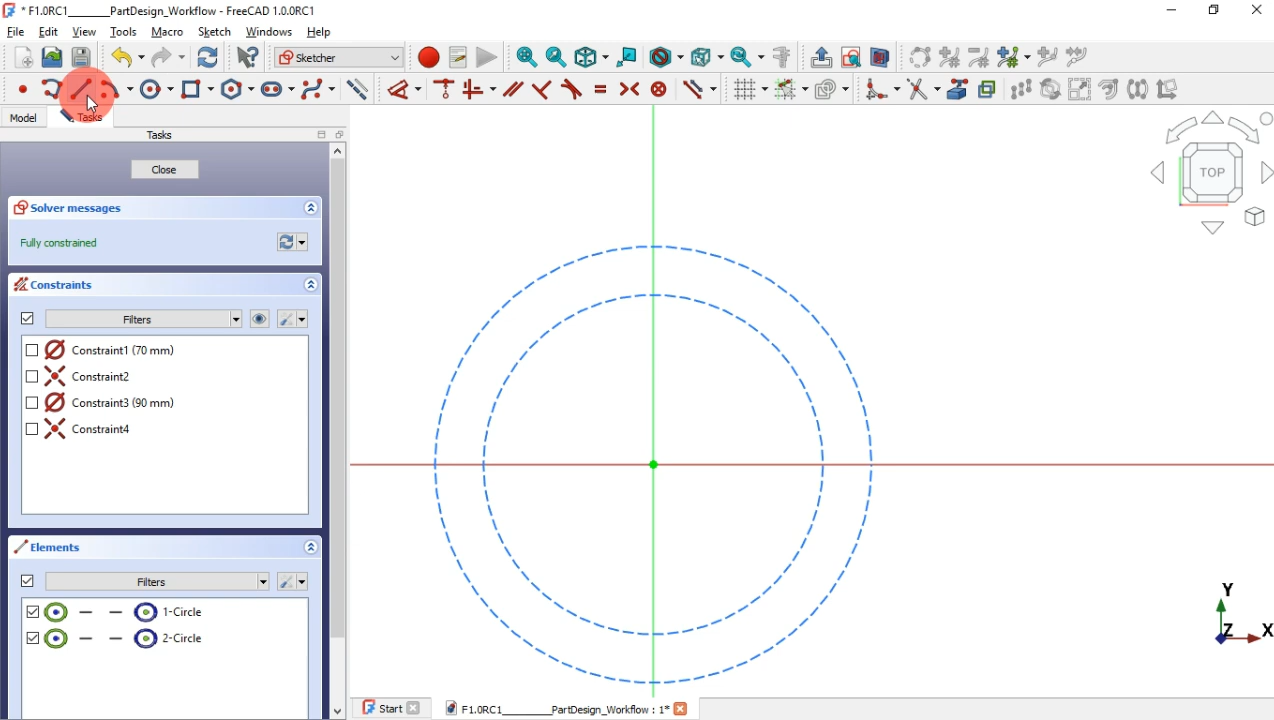 * F1.0RC1________PartDesign_Workflow - FreeCAD 1.0.0RC1
File Edit View Tools Macro Sketch Windows Help
Sketcher
Model Tasks
Tasks
TOP
Close
Solver messages
Fully constrained
Constraints
Filters
Constraint1 (70 mm)
Constraint2
Constraint3 (90 mm)
Constraint4
Elements
Filters
1-Circle
2-Circle
Y
Z X
Start F1.0RC1________PartDesign_Workflow : 1*